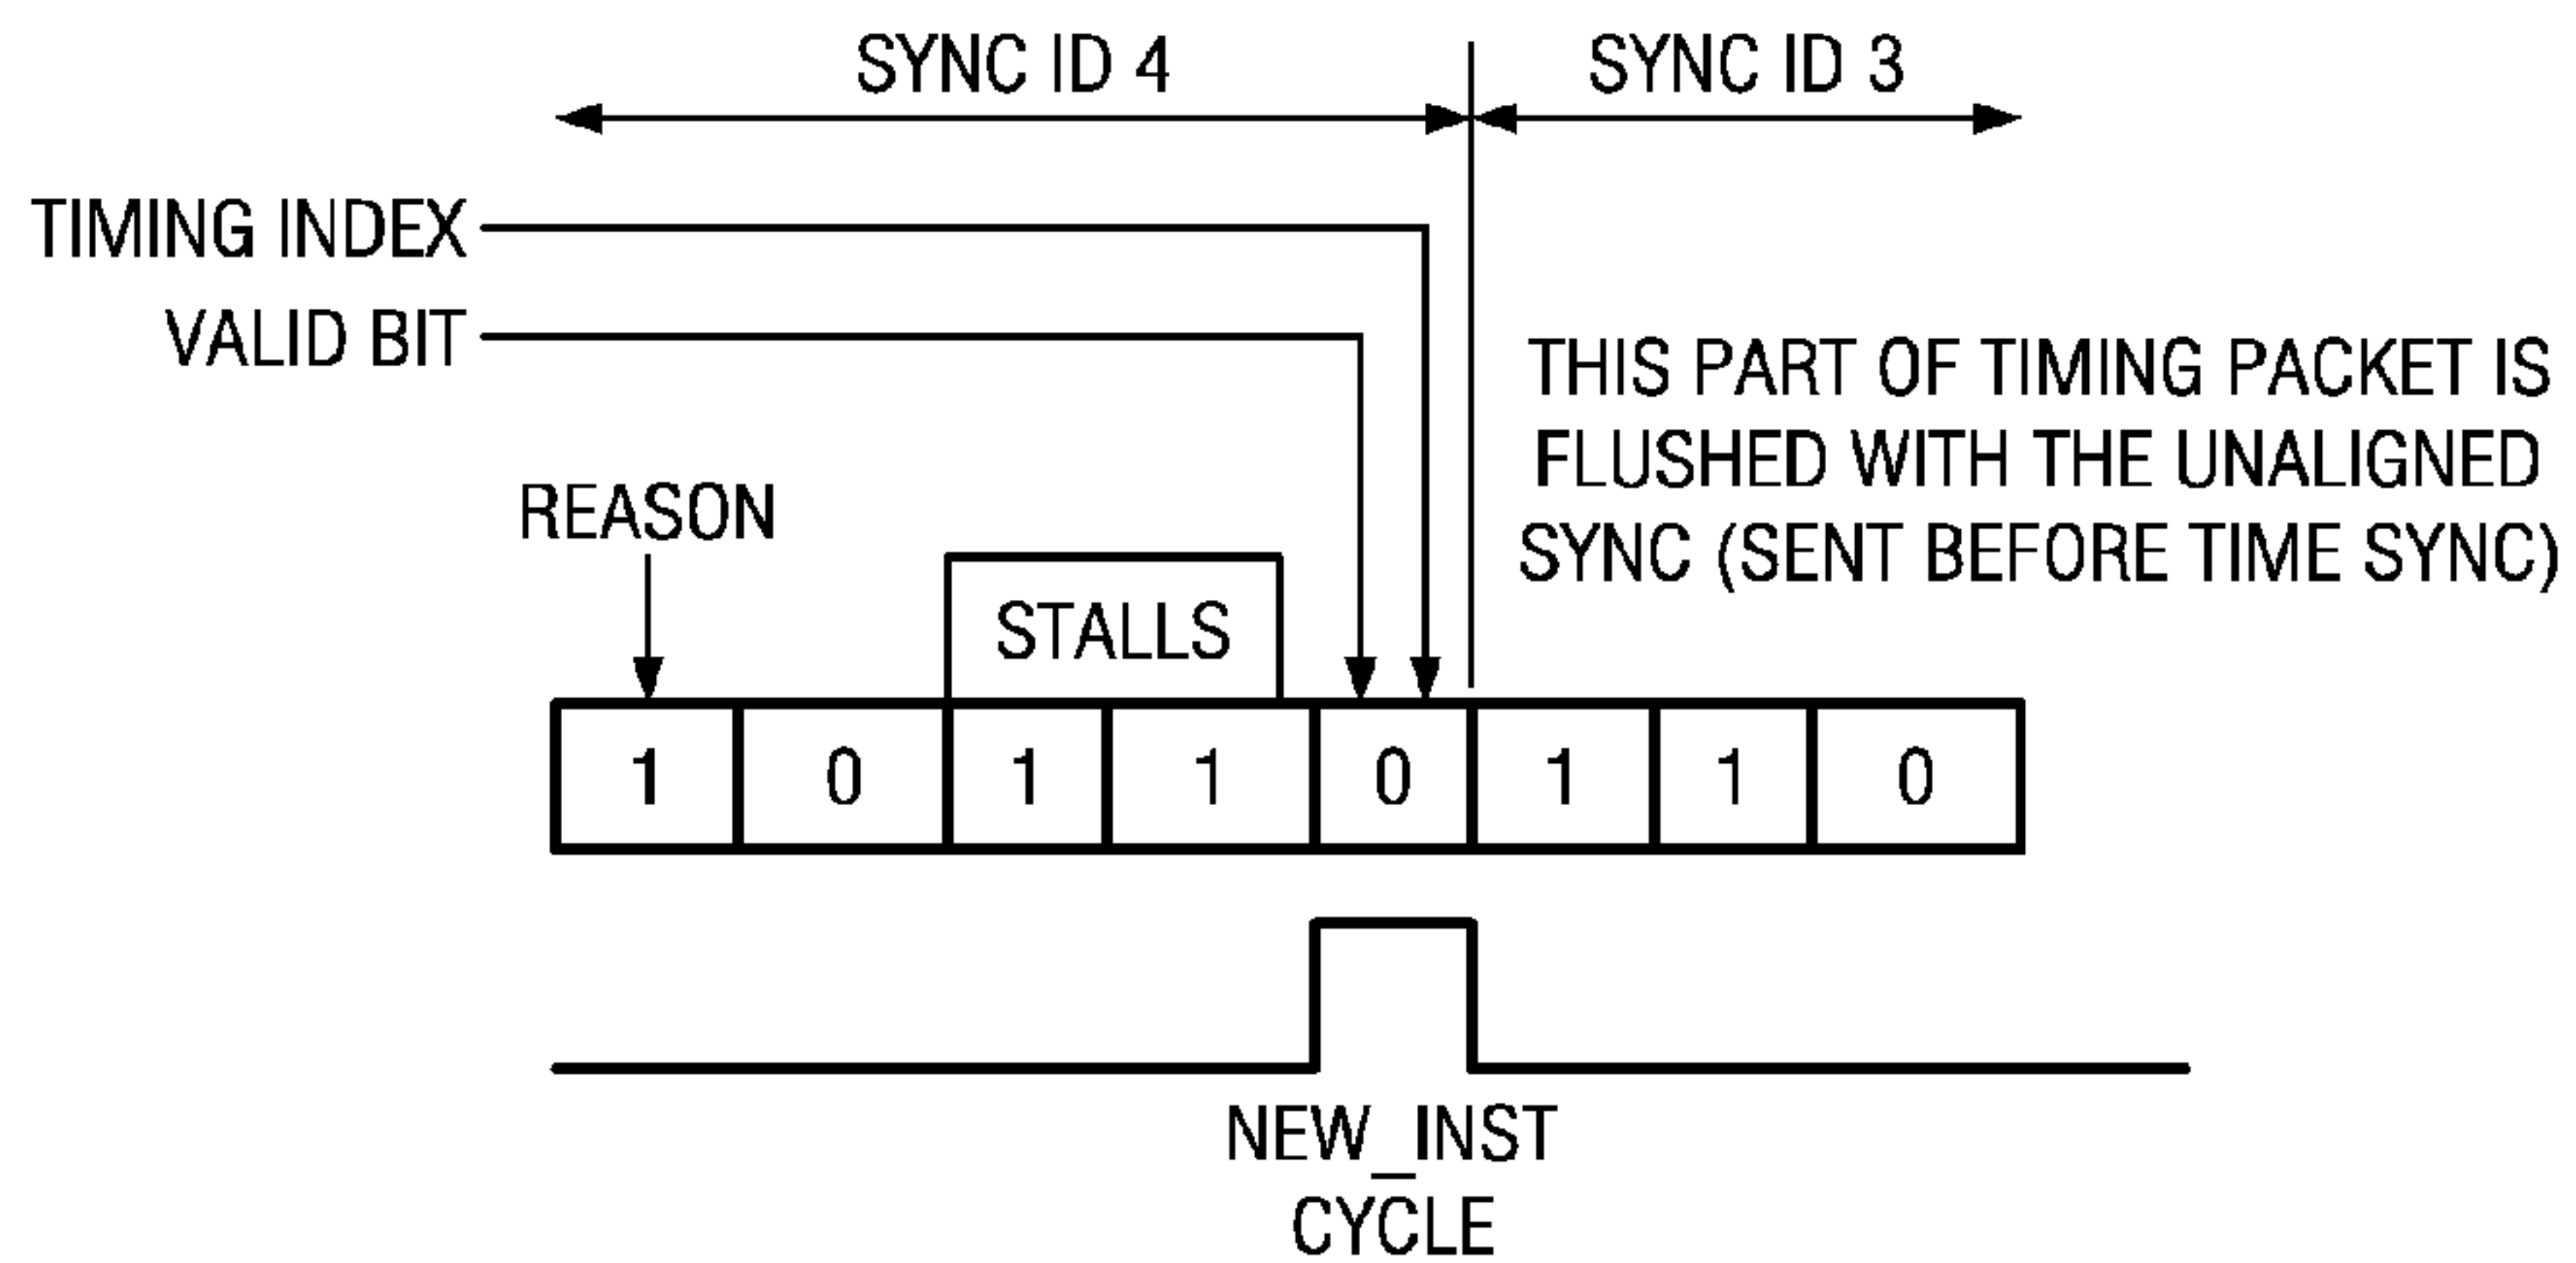 SYNC ID 4 SYNC ID 3
TIMING INDEX
VALID BIT
THIS PART OF TIMING PACKET IS
FLUSHED WITH THE UNALIGNED
SYNC (SENT BEFORE TIME SYNC)
REASON
STALLS
1 0 1 1 0 1 1 0
NEW_INST
CYCLE